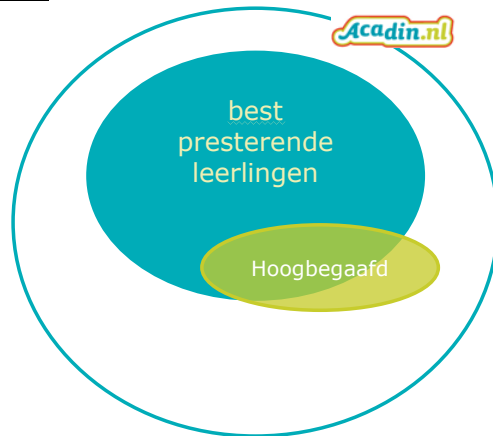 Acadin.nl
best
presterende
leerlingen
Hoogbegaafd